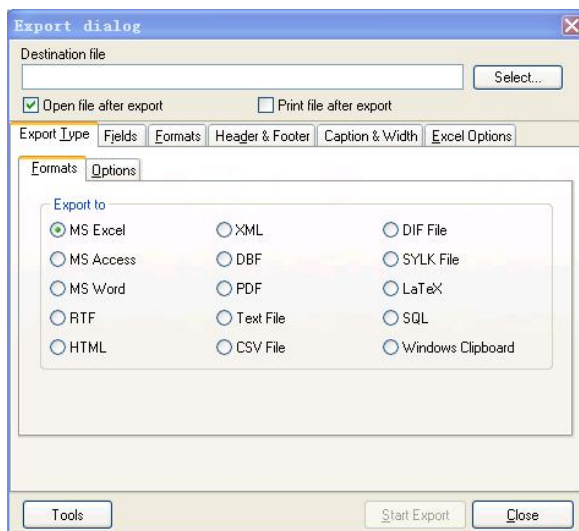 Export dialog
Destination file
Select...
Open file after export Print file after export
Export Type Fields Formats Header & Footer Caption & Width Excel Options
Formats Options
Export to
MS Excel XML DIF File
MS Access DBF SYLK File
MS Word PDF LaTeX
RTF Text File SQL
HTML CSV File Windows Clipboard
Tools Start Export Close